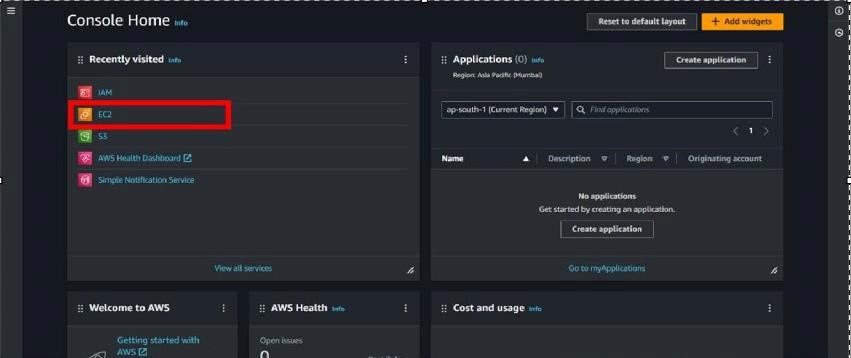 Console Home Info
Reset to default layout
+ Add widgets
Recently visited Info
IAM
EC2
S3
AWS Health Dashboard
Simple Notification Service
View all services
Applications (0) Info
Region: Asia Pacific (Mumbai)
Create application
ap-south-1 (Current Region)
Find applications
1
Name Description Region Originating account
No applications
Get started by creating an application.
Create application
Go to myApplications
Welcome to AWS
Getting started with
AWS
AWS Health Info
Open issues
0
Cost and usage Info